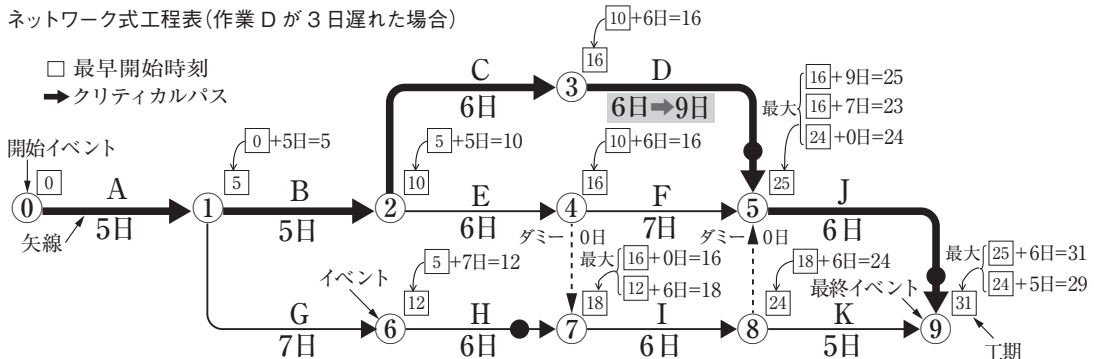 ネットワーク式工程表(作業Dが3日遅れた場合)
□ 最早開始時刻
➡クリティカルパス
開始イベント
0
⓪
矢線
A
5日
0+5日=5
5
①
B
5日
5+5日=10
10
②
C
6日
10+6日=16
16
③
D
6日➡9日
最大
16+9日=25
16+7日=23
24+0日=24
25
E
6日
10+6日=16
16
④
F
7日
⑤
J
6日
ダミー 0日
ダミー 0日
G
7日
イベント
5+7日=12
12
⑥
H
6日
最大
16+0日=16
12+6日=18
18
⑦
I
6日
18+6日=24
24
⑧
K
5日
最終イベント
⑨
最大
25+6日=31
24+5日=29
31
工期